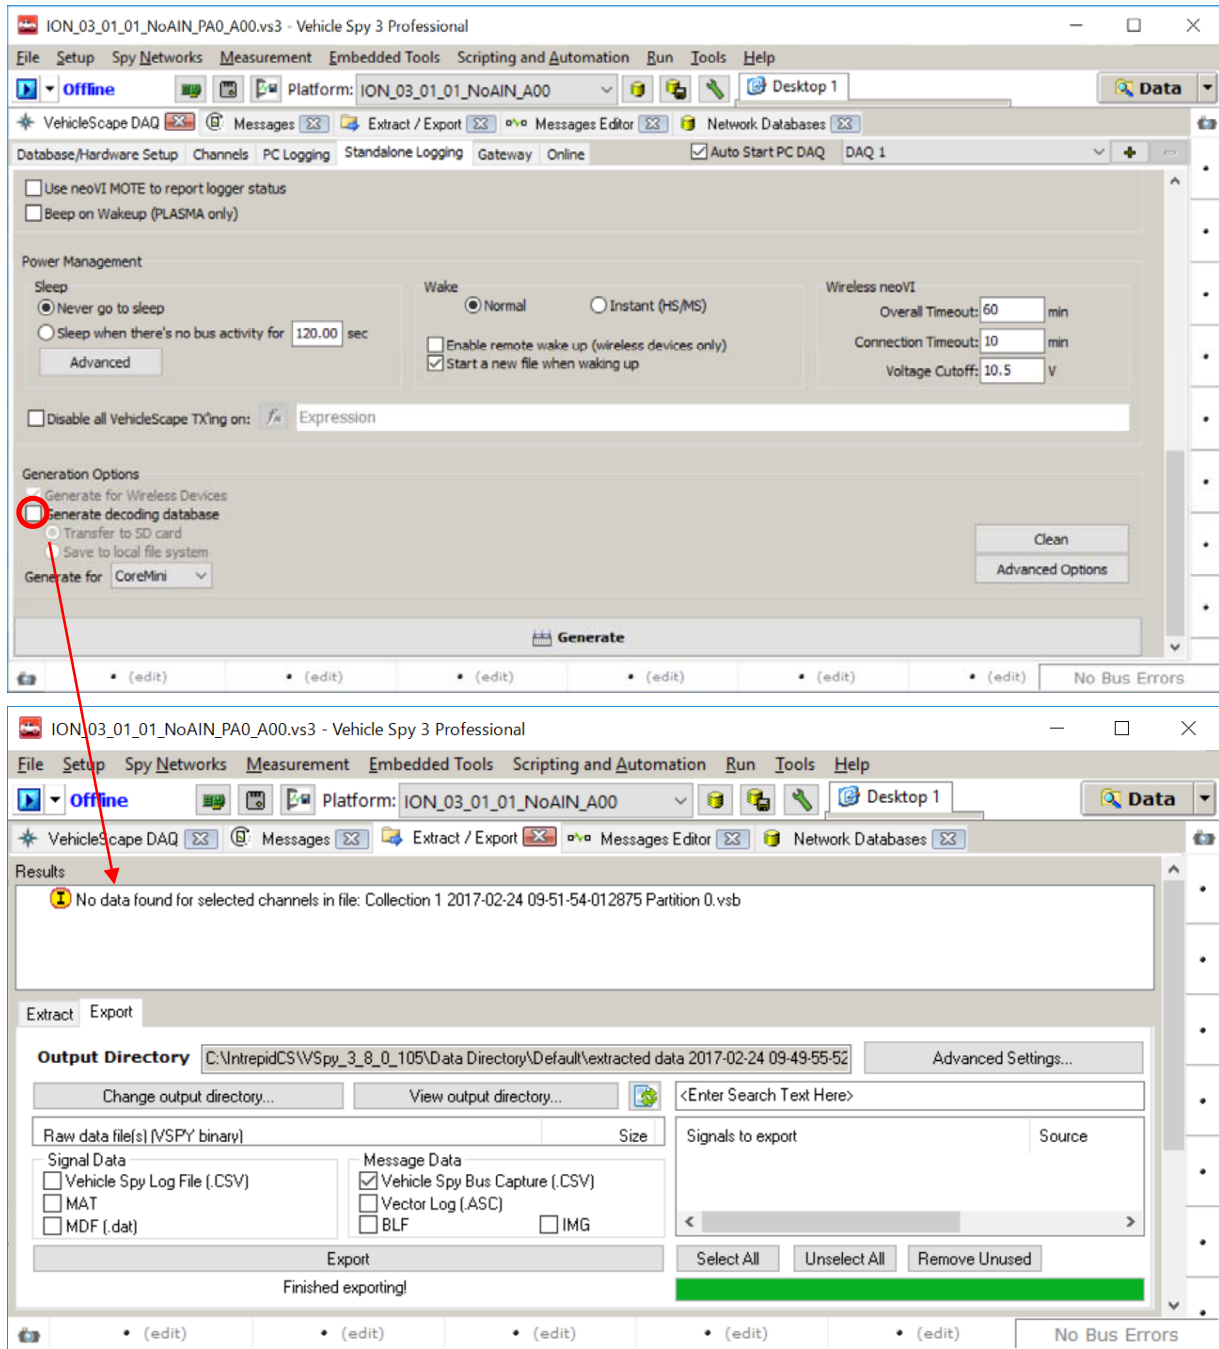 ION_03_01_01_NoAIN_PA0_A00.vs3 - Vehicle Spy 3 Professional
File Setup Spy Networks Measurement Embedded Tools Scripting and Automation Run Tools Help
Offline Platform: ION_03_01_01_NoAIN_A00 Desktop 1 Data
VehicleScape DAQ Messages Extract / Export Messages Editor Network Databases
Database/Hardware Setup Channels PC Logging Standalone Logging Gateway Online Auto Start PC DAQ DAQ 1
Use neoVI MOTE to report logger status
Beep on Wakeup (PLASMA only)
Power Management
Sleep Wake Wireless neoVI
Never go to sleep Normal Instant (HS/MS) Overall Timeout: 60 min
Sleep when there's no bus activity for 120.00 sec
Enable remote wake up (wireless devices only) Connection Timeout: 10 min
Advanced Start a new file when waking up Voltage Cutoff: 10.5 V
Disable all VehicleScape TX'ing on: fx Expression
Generation Options
Generate for Wireless Devices
Generate decoding database
Transfer to SD card Clean
Save to local file system
Generate for CoreMini Advanced Options
Generate
(edit) (edit) (edit) (edit) (edit) (edit) No Bus Errors
ION_03_01_01_NoAIN_PA0_A00.vs3 - Vehicle Spy 3 Professional
File Setup Spy Networks Measurement Embedded Tools Scripting and Automation Run Tools Help
Offline Platform: ION_03_01_01_NoAIN_A00 Desktop 1 Data
VehicleScape DAQ Messages Extract / Export Messages Editor Network Databases
Results
No data found for selected channels in file: Collection 1 2017-02-24 09-51-54-012875 Partition 0.vsb
Extract Export
Output Directory C:\IntrepidCS\VSpy_3_8_0_105\Data Directory\Default\extracted data 2017-02-24 09-49-55-52 Advanced Settings...
Change output directory... View output directory... <Enter Search Text Here>
Raw data file(s) (VSPY binary) Size Signals to export Source
Signal Data Message Data
Vehicle Spy Log File (.CSV) Vehicle Spy Bus Capture (.CSV)
MAT Vector Log (.ASC)
MDF (.dat) BLF IMG
Export Select All Unselect All Remove Unused
Finished exporting!
(edit) (edit) (edit) (edit) (edit) No Bus Errors